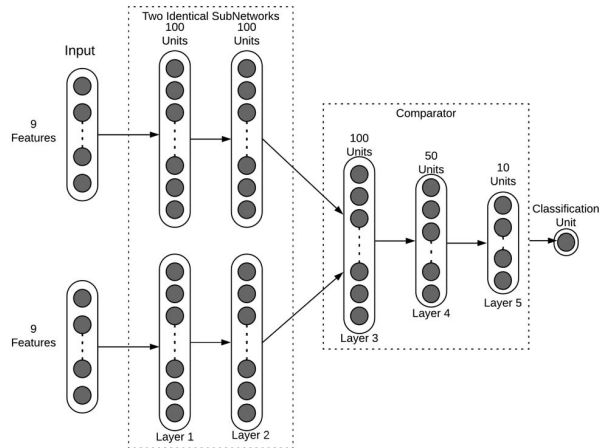 Two Identical SubNetworks
100
Units
100
Units
Input
9
Features
Comparator
100
Units
50
Units
10
Units
Classification
Unit
9
Features
Layer 3
Layer 4
Layer 5
Layer 1
Layer 2